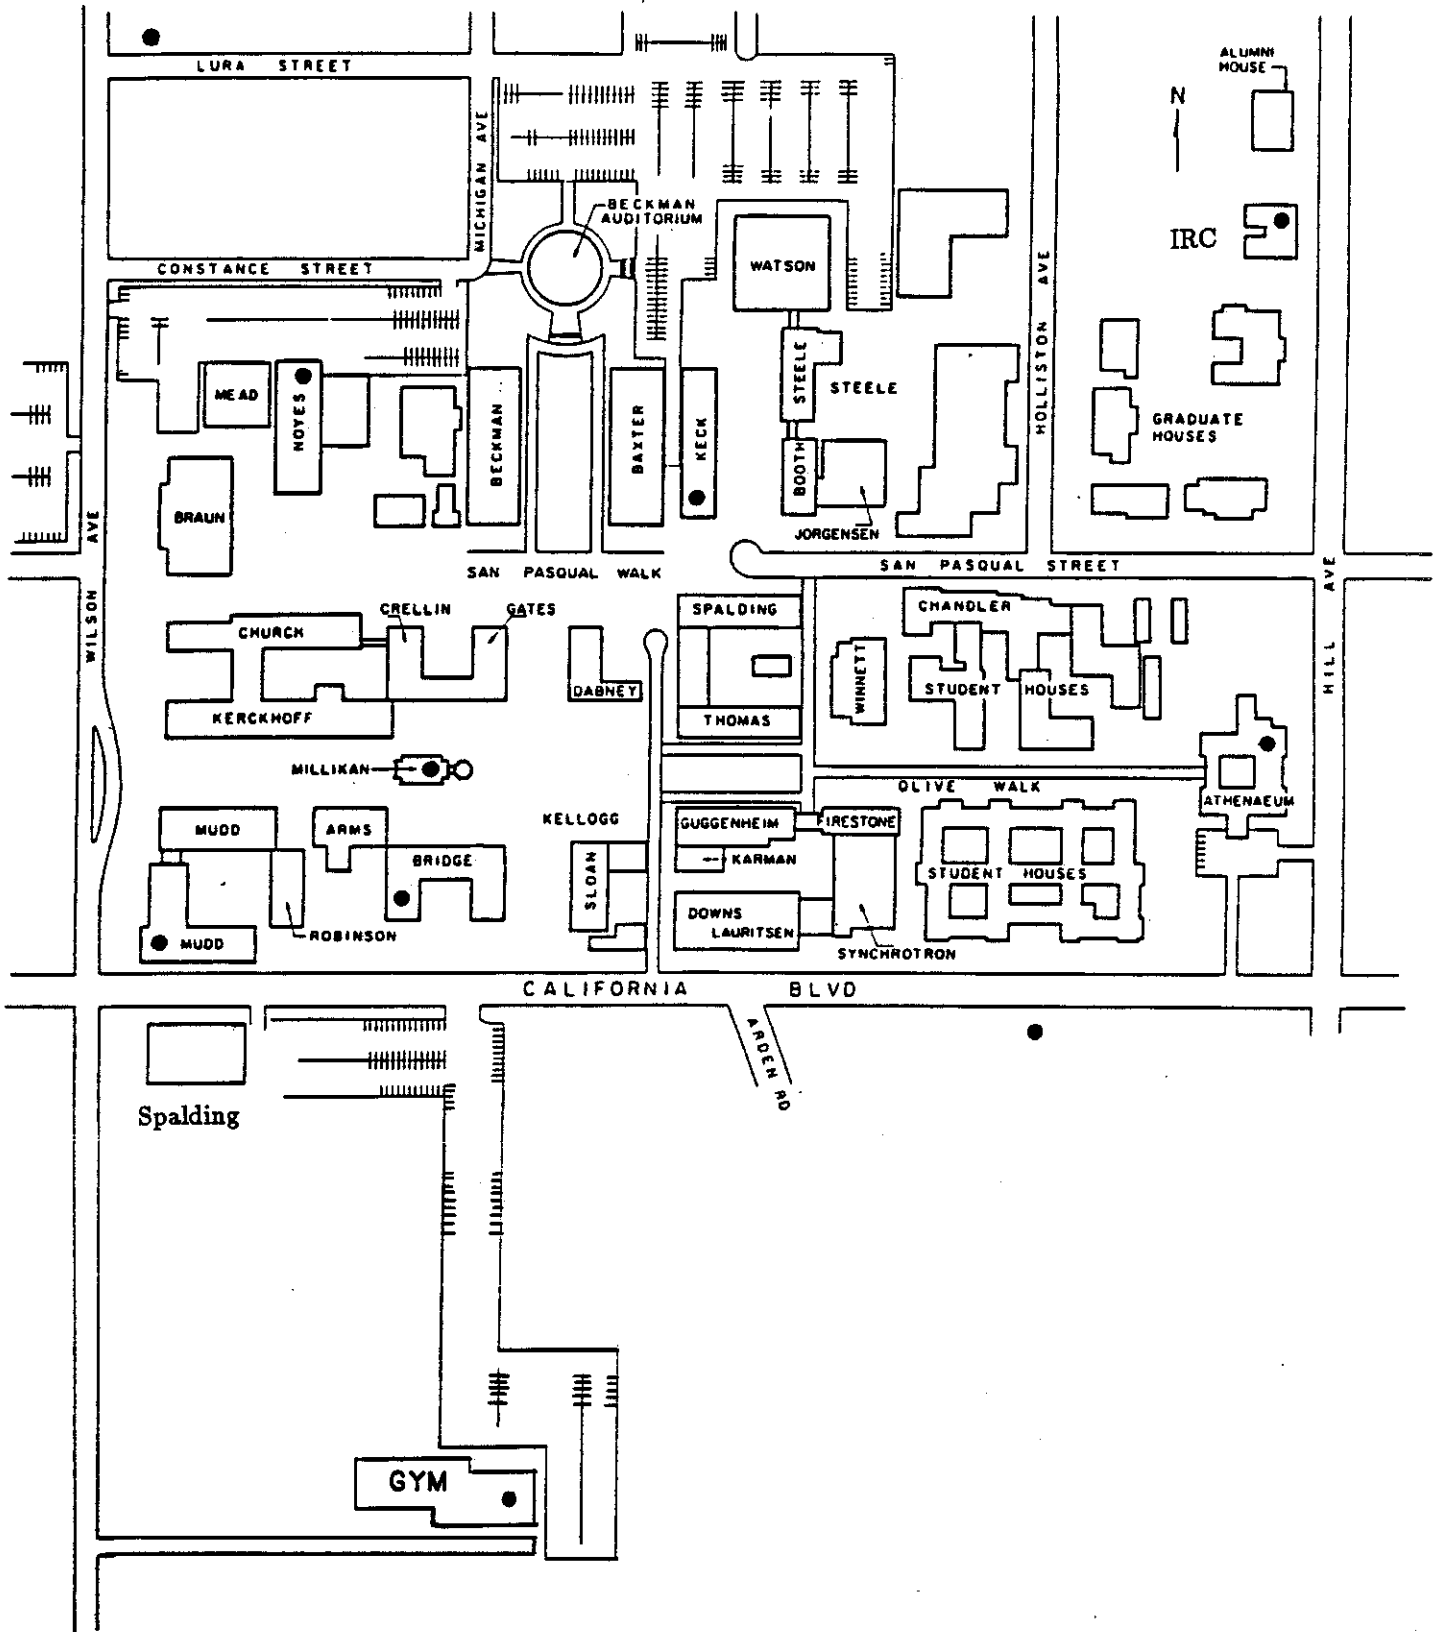 ALUMNI
HOUSE
LURA STREET
N
MICHIGAN AVE
BECKMAN
AUDITORIUM
IRC
CONSTANCE STREET
WATSON
HOLLISTON AVE
MEAD
NOYES
BECKMAN
BAXTER
KECK
STEELE
STEELE
GRADUATE
HOUSES
BOOTH
BRAUN
JORGENSEN
WILSON AVE
SAN PASQUAL WALK
SAN PASQUAL STREET
HILL AVE
CRELLIN
GATES
SPALDING
CHANDLER
CHURCH
DABNEY
WINNETT
STUDENT HOUSES
KERCKHOFF
THOMAS
MILLIKAN
OLIVE WALK
ATHENAEUM
MUDD
ARMS
KELLOGG
GUGGENHEIM
FIRESTONE
BRIDGE
KARMAN
SLOAN
STUDENT HOUSES
DOWNS
LAURITSEN
MUDD
ROBINSON
SYNCHROTRON
CALIFORNIA BLVD
ARDEN RD
Spalding
GYM